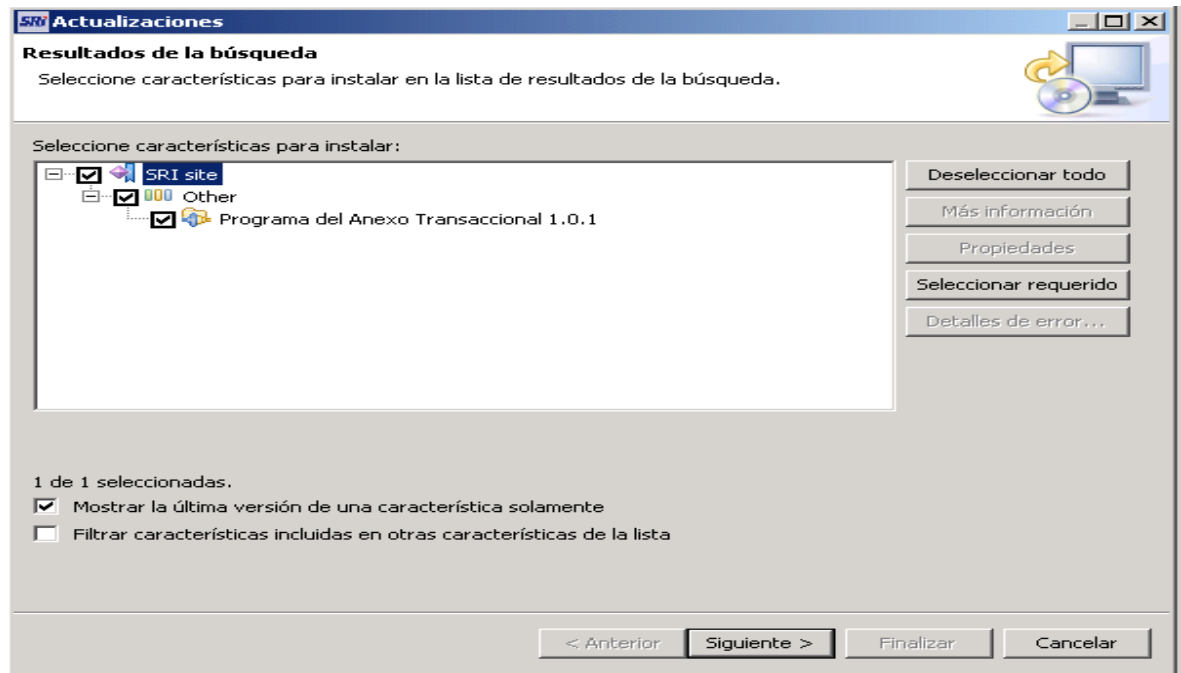 SRi Actualizaciones
Resultados de la búsqueda
Seleccione características para instalar en la lista de resultados de la búsqueda.
Seleccione características para instalar:
SRI site
Other
Programa del Anexo Transaccional 1.0.1
Deseleccionar todo
Más información
Propiedades
Seleccionar requerido
Detalles de error...
1 de 1 seleccionadas.
Mostrar la última versión de una característica solamente
Filtrar características incluidas en otras características de la lista
< Anterior
Siguiente >
Finalizar
Cancelar